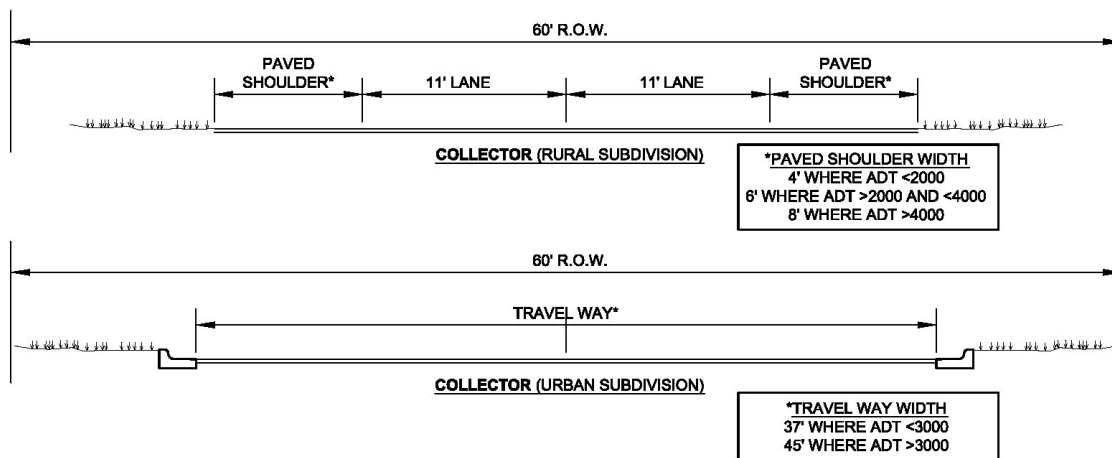 60' R.O.W.
PAVED
SHOULDER*
11' LANE
11' LANE
PAVED
SHOULDER*
COLLECTOR (RURAL SUBDIVISION)
*PAVED SHOULDER WIDTH
4' WHERE ADT <2000
6' WHERE ADT >2000 AND <4000
8' WHERE ADT >4000
60' R.O.W.
TRAVEL WAY*
COLLECTOR (URBAN SUBDIVISION)
*TRAVEL WAY WIDTH
37' WHERE ADT <3000
45' WHERE ADT >3000